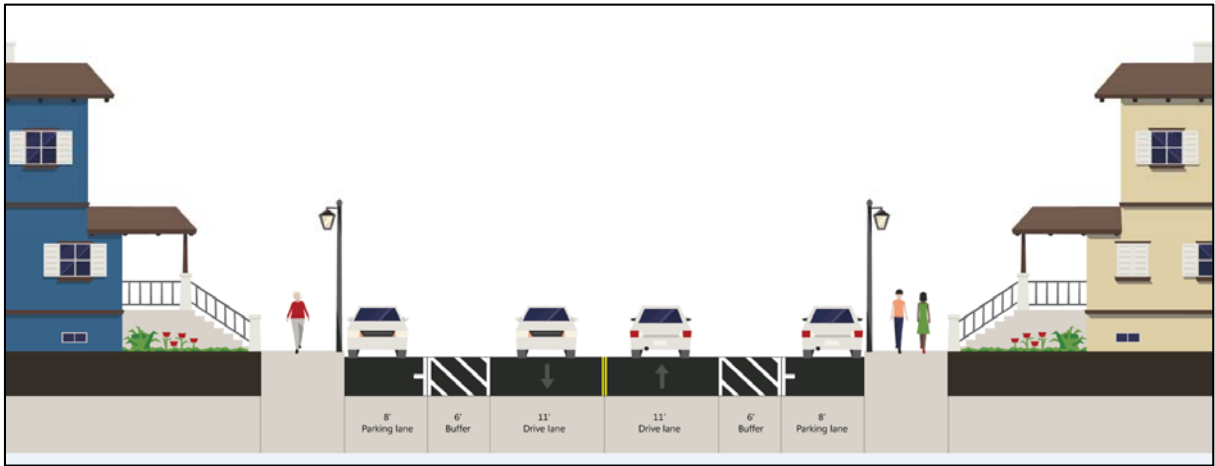 8'
Parking lane
6'
Buffer
11'
Drive lane
11'
Drive lane
6'
Buffer
8'
Parking lane